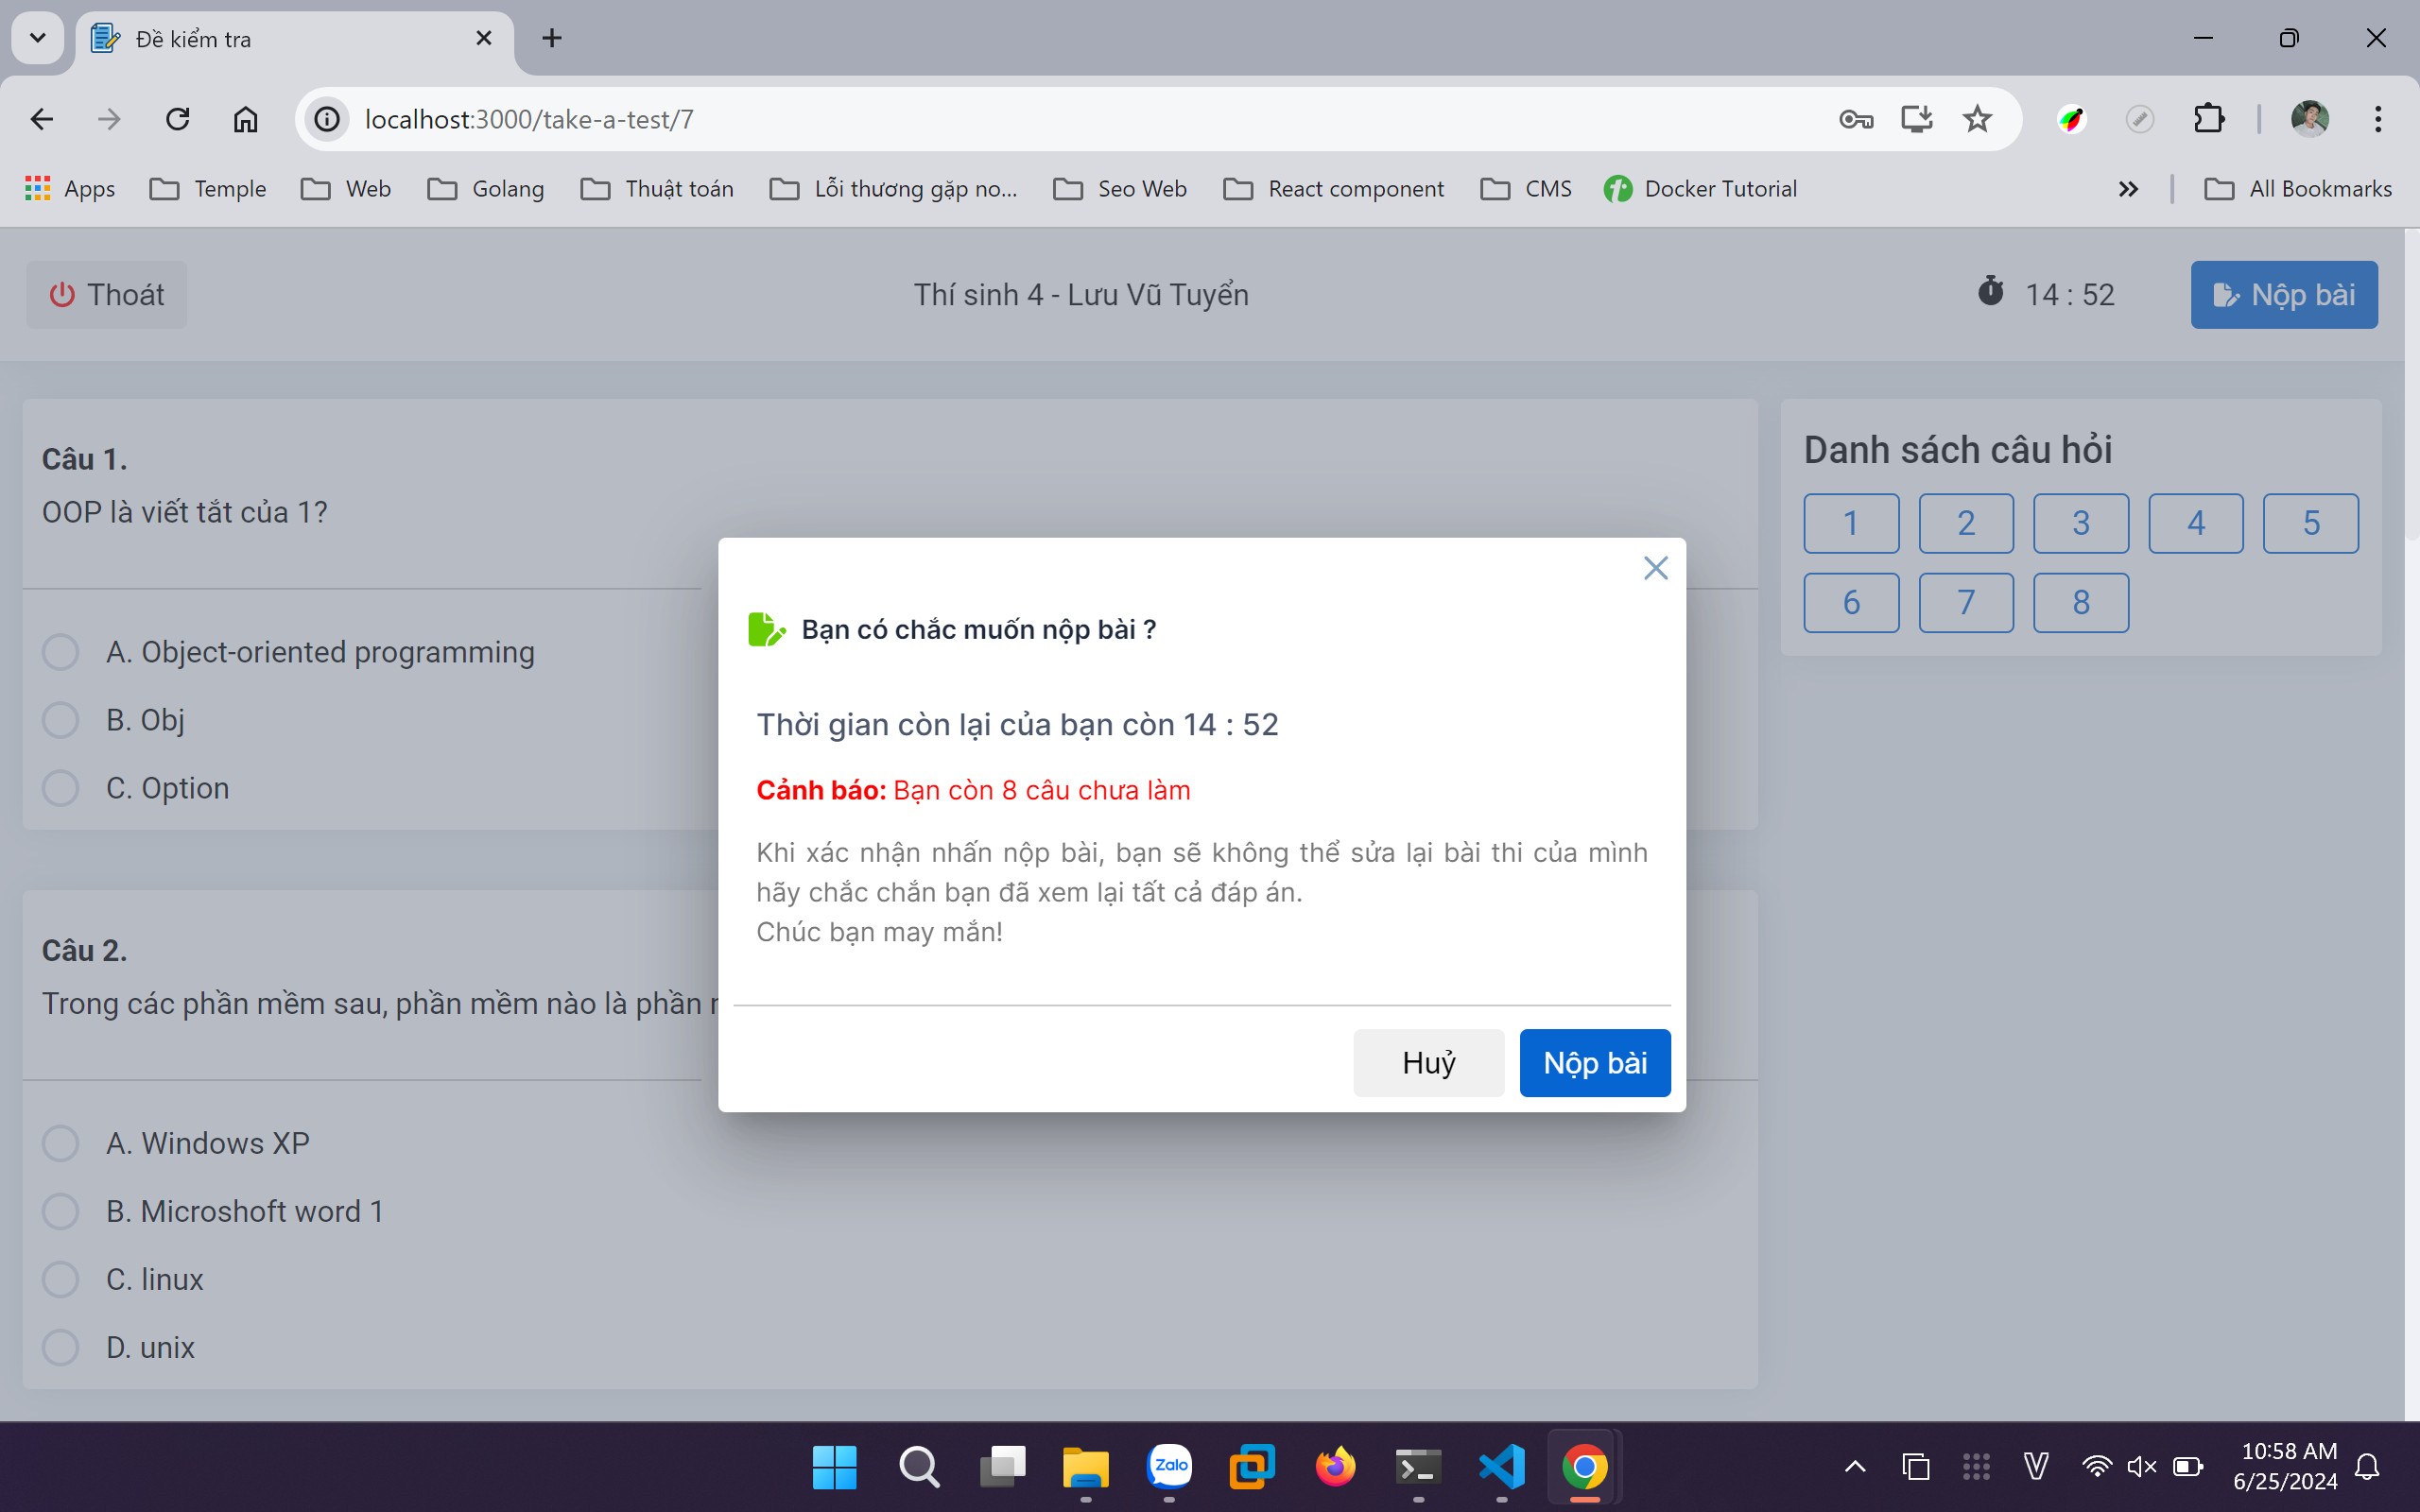 Đề kiểm tra
localhost:3000/take-a-test/7
Apps Temple Web Golang Thuật toán Lỗi thương gặp no... Seo Web React component CMS Docker Tutorial All Bookmarks
Thoát Thí sinh 4 - Lưu Vũ Tuyển 14 : 52 Nộp bài
Câu 1.
OOP là viết tắt của 1?
A. Object-oriented programming
B. Obj
C. Option
Câu 2.
Trong các phần mềm sau, phần mềm nào là phần
A. Windows XP
B. Microshoft word 1
C. linux
D. unix
Danh sách câu hỏi
1 2 3 4 5
6 7 8
Bạn có chắc muốn nộp bài ?
Thời gian còn lại của bạn còn 14 : 52
Cảnh báo: Bạn còn 8 câu chưa làm
Khi xác nhận nhấn nộp bài, bạn sẽ không thể sửa lại bài thi của mình
hãy chắc chắn bạn đã xem lại tất cả đáp án.
Chúc bạn may mắn!
Huỷ Nộp bài
Zalo
V
10:58 AM
6/25/2024